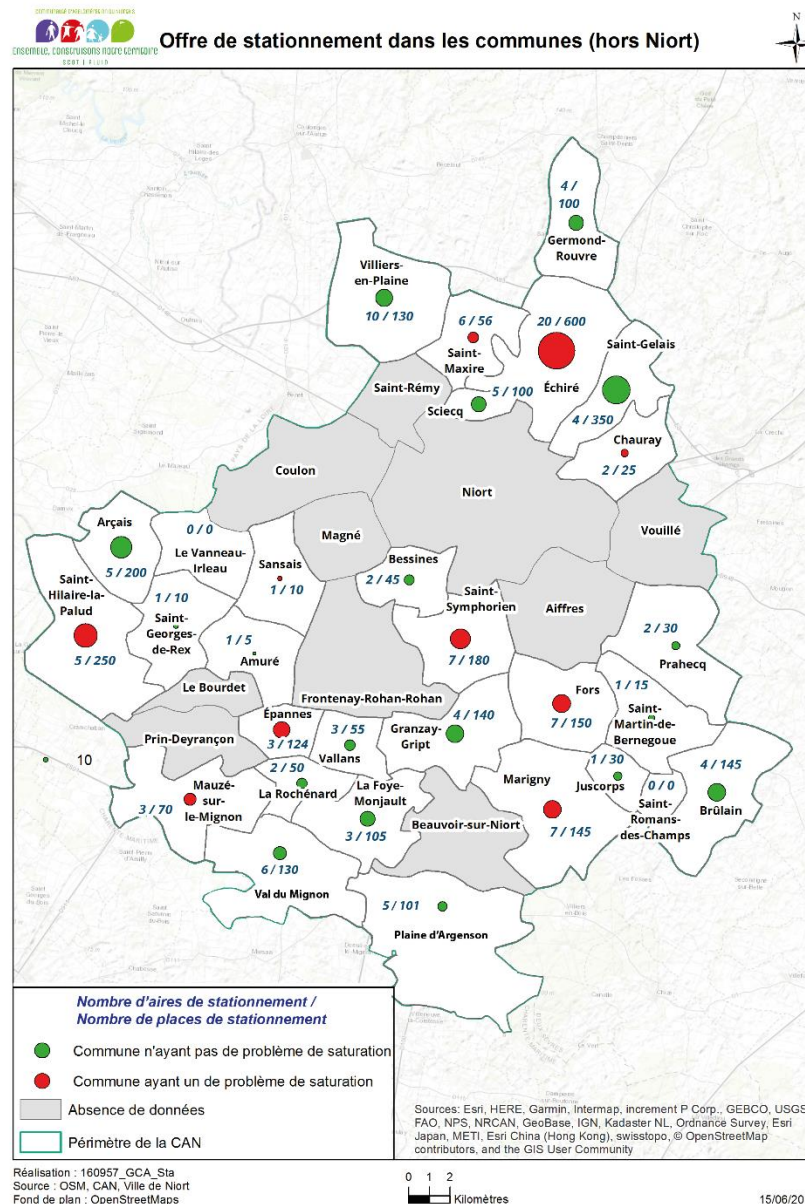 Ensemble, construisons notre territoire
Offre de stationnement dans les communes (hors Niort)
N
4 /
100
Germond-
Rouvre
Villiers-
en-Plaine
10 / 130
6 / 56
Saint-
Maxire
20 / 600
Échiré
Saint-Gelais
4 / 350
Saint-Rémy
Sciecq
5 / 100
Chauray
2 / 25
Coulon
Niort
Magné
Vouillé
Arçais
5 / 200
0 / 0
Le Vanneau-
Irleau
Sansais
1 / 10
Bessines
2 / 45
Saint-
Symphorien
7 / 180
Aiffres
Saint-
Hilaire-la-
Palud
5 / 250
1 / 10
Saint-
Georges-
de-Rex
1 / 5
Amuré
2 / 30
Prahecq
Le Bourdet
Frontenay-Rohan-Rohan
Fors
7 / 150
1 / 15
Saint-
Martin-de-
Bernegoue
Prin-Deyrançon
Épannes
3 / 124
3 / 55
Vallans
4 / 140
Granzay-
Gript
10
Mauzé-
sur-
le-Mignon
3 / 70
2 / 50
La Rochénard
La Foye-
Monjault
3 / 105
Marigny
7 / 145
1 / 30
Juscorps
0 / 0
Saint-
Romans-
des-Champs
4 / 145
Brûlain
Beauvoir-sur-Niort
6 / 130
Val du Mignon
5 / 101
Plaine d'Argenson
Nombre d'aires de stationnement /
Nombre de places de stationnement
Commune n'ayant pas de problème de saturation
Commune ayant un de problème de saturation
Absence de données
Périmètre de la CAN
Sources: Esri, HERE, Garmin, Intermap, increment P Corp., GEBCO, USGS,
FAO, NPS, NRCAN, GeoBase, IGN, Kadaster NL, Ordnance Survey, Esri
Japan, METI, Esri China (Hong Kong), swisstopo, © OpenStreetMap
contributors, and the GIS User Community
Réalisation : 160957_GCA_Sta
Source : OSM, CAN, Ville de Niort
Fond de plan : OpenStreetMaps
0 1 2
Kilomètres
15/06/20